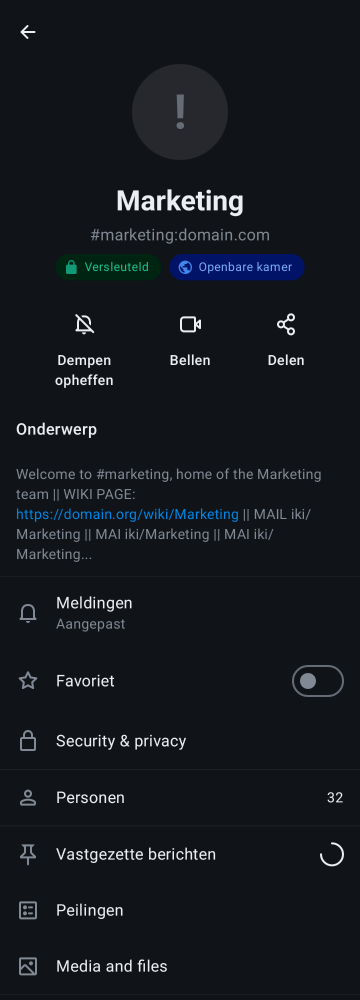 !
Marketing
#marketing:domain.com
Versleuteld
Openbare kamer
Dempen opheffen
Bellen
Delen
Onderwerp
Welcome to #marketing, home of the Marketing
team || WIKI PAGE:
https://domain.org/wiki/Marketing || MAIL iki/
Marketing || MAI iki/Marketing || MAI iki/
Marketing...
Meldingen
Aangepast
Favoriet
Security & privacy
Personen 32
Vastgezette berichten
Peilingen
Media and files